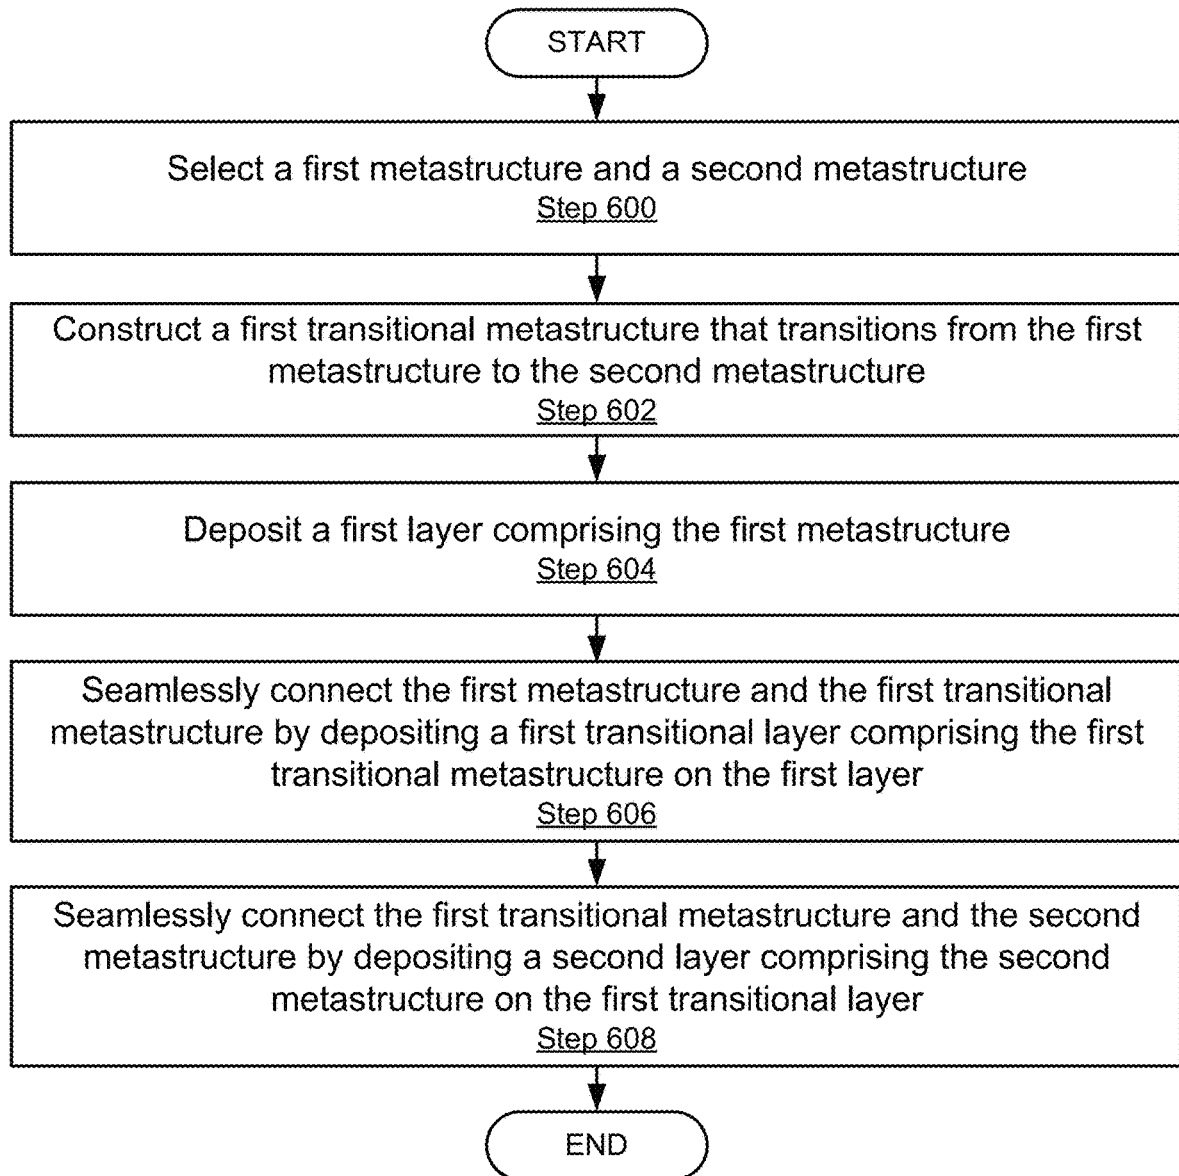 START
Select a first metastructure and a second metastructure
Step 600
Construct a first transitional metastructure that transitions from the first
metastructure to the second metastructure
Step 602
Deposit a first layer comprising the first metastructure
Step 604
Seamlessly connect the first metastructure and the first transitional
metastructure by depositing a first transitional layer comprising the first
transitional metastructure on the first layer
Step 606
Seamlessly connect the first transitional metastructure and the second
metastructure by depositing a second layer comprising the second
metastructure on the first transitional layer
Step 608
END